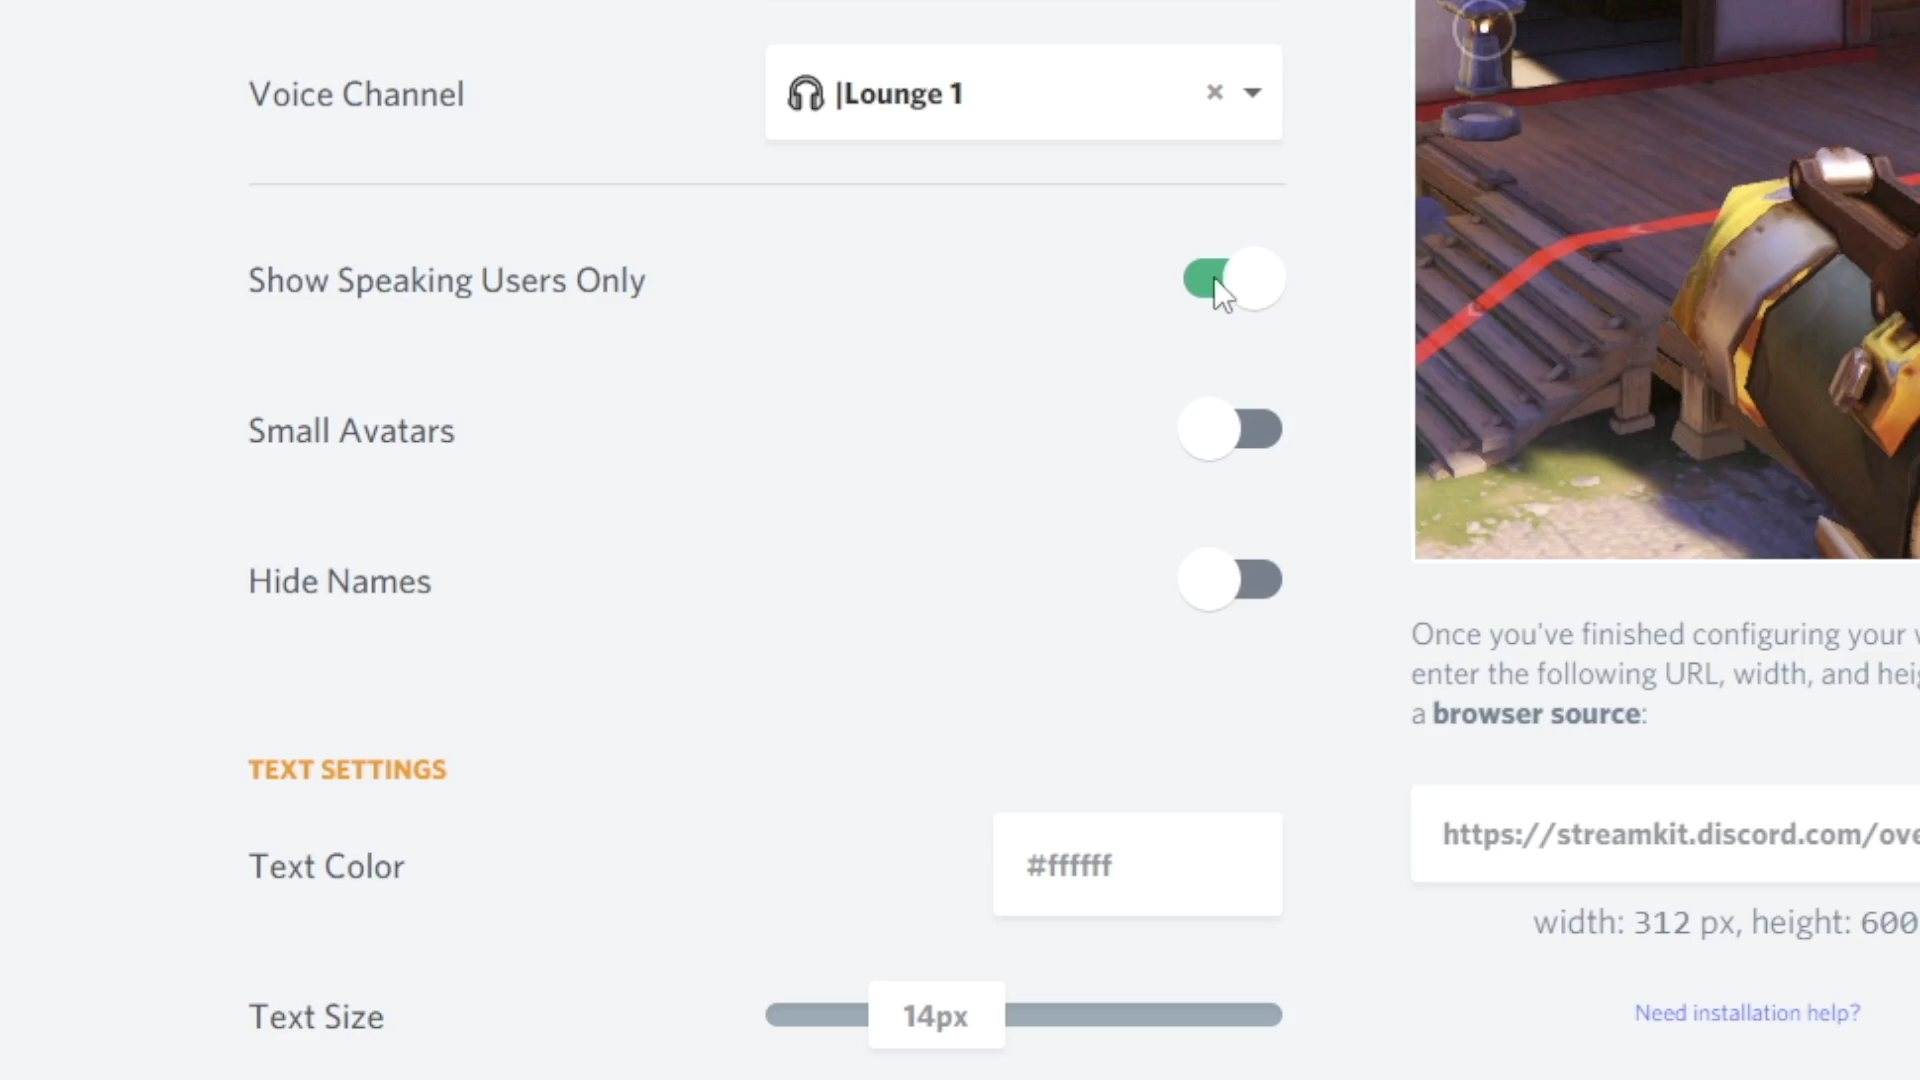 Voice Channel
|Lounge 1
Show Speaking Users Only
Small Avatars
Hide Names
TEXT SETTINGS
Text Color
#ffffff
Text Size
14px
Once you've finished configuring your
enter the following URL, width, and
a browser source:
https://streamkit.discord.com/
width: 312 px, height: 600
Need installation help?